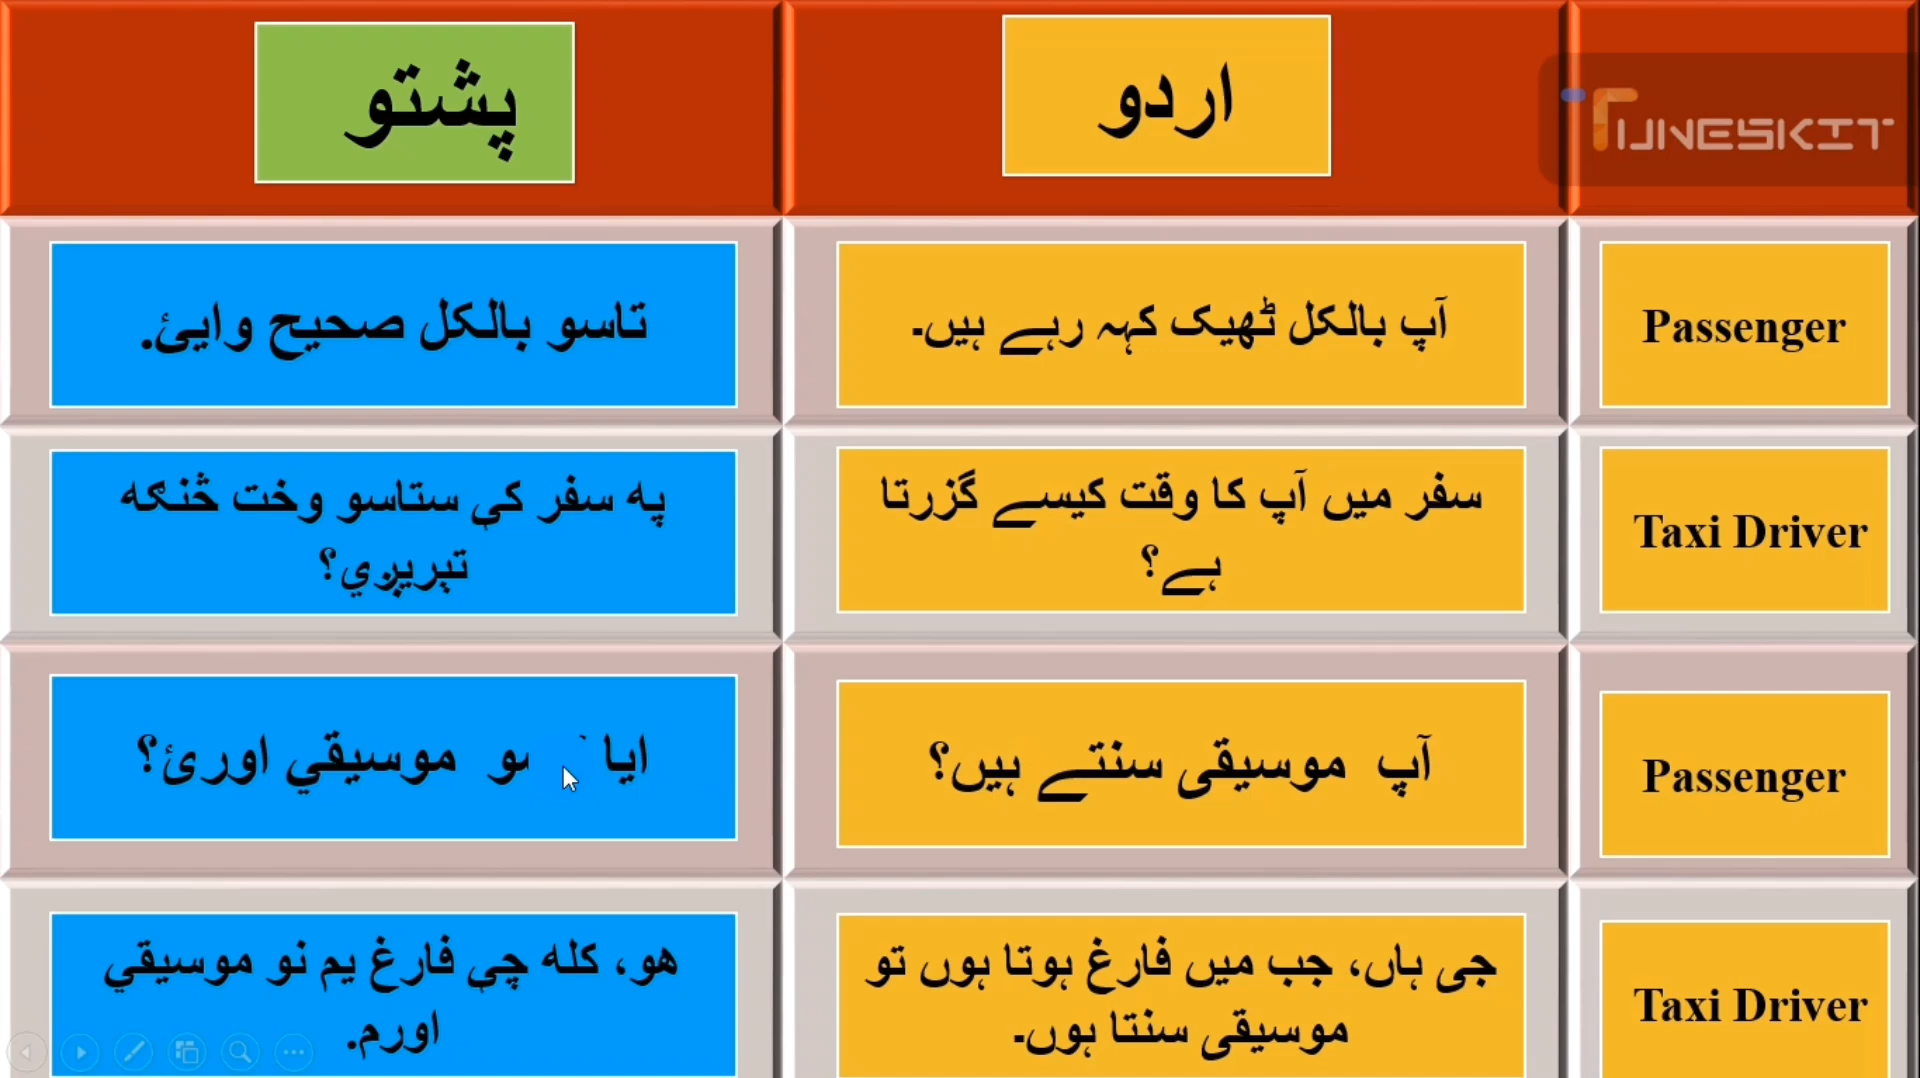 پشتو
اردو
TUNESKIT
تاسو بالکل صحیح وایئ.
آپ بالکل ٹھیک کہہ رہے ہیں۔
Passenger
په سفر کې ستاسو وخت څنګه
تېریږي؟
سفر میں آپ کا وقت کیسے گزرتا
ہے؟
Taxi Driver
ایا موسیقي اورئ؟
آپ موسیقی سنتے ہیں؟
Passenger
هو، کله چې فارغ یم نو موسیقي
اورم.
جی ہاں، جب میں فارغ ہوتا ہوں تو
موسیقی سنتا ہوں۔
Taxi Driver